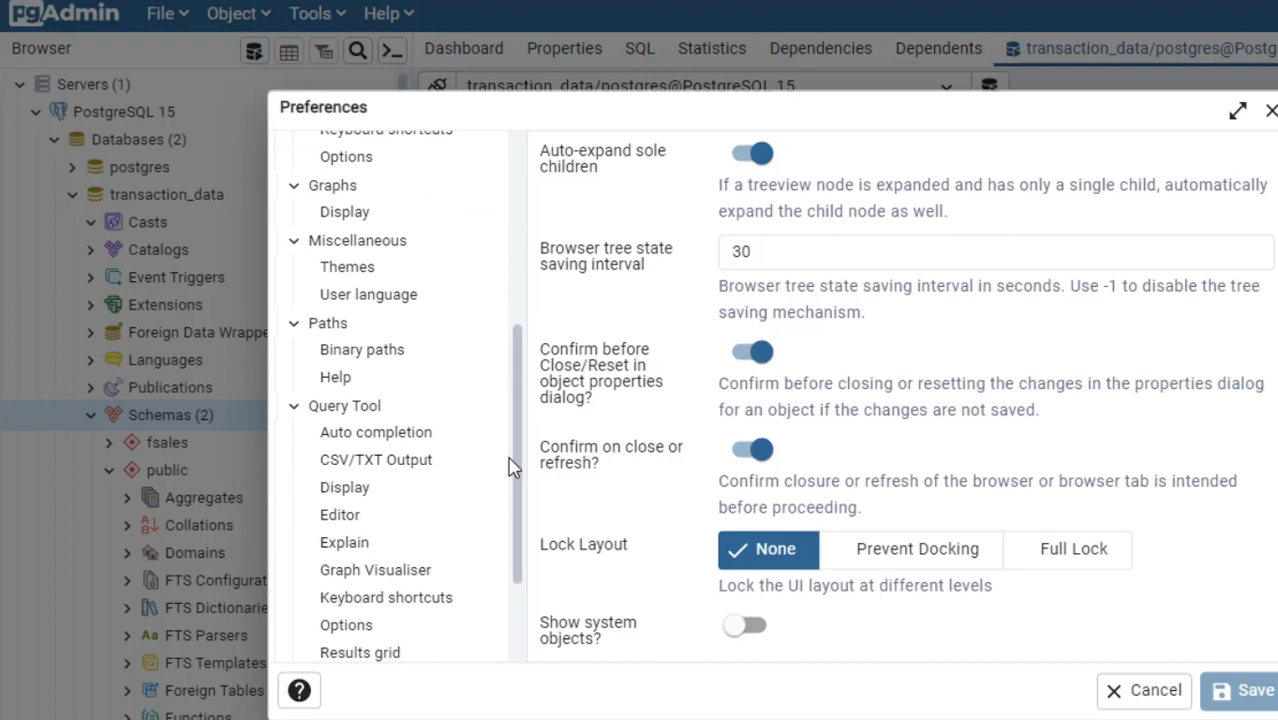 pgAdmin File Object Tools Help
Browser
Dashboard Properties SQL Statistics Dependencies Dependents transaction_data/postgres@Postg
transaction_data/postgres@PostgreSQL 15
Servers (1)
PostgreSQL 15
Databases (2)
postgres
transaction_data
Casts
Catalogs
Event Triggers
Extensions
Foreign Data Wrappe
Languages
Publications
Schemas (2)
fsales
public
Aggregates
Collations
Domains
FTS Configurat
FTS Dictionarie
FTS Parsers
FTS Templates
Foreign Tables
Functions
Preferences
Keyboard shortcuts
Options
Graphs
Display
Miscellaneous
Themes
User language
Paths
Binary paths
Help
Query Tool
Auto completion
CSV/TXT Output
Display
Editor
Explain
Graph Visualiser
Keyboard shortcuts
Options
Results grid
Auto-expand sole
children
If a treeview node is expanded and has only a single child, automatically
expand the child node as well.
Browser tree state
saving interval
30
Browser tree state saving interval in seconds. Use -1 to disable the tree
saving mechanism.
Confirm before
Close/Reset in
object properties
dialog?
Confirm before closing or resetting the changes in the properties dialog
for an object if the changes are not saved.
Confirm on close or
refresh?
Confirm closure or refresh of the browser or browser tab is intended
before proceeding.
Lock Layout
None Prevent Docking Full Lock
Lock the UI layout at different levels
Show system
objects?
Cancel Save